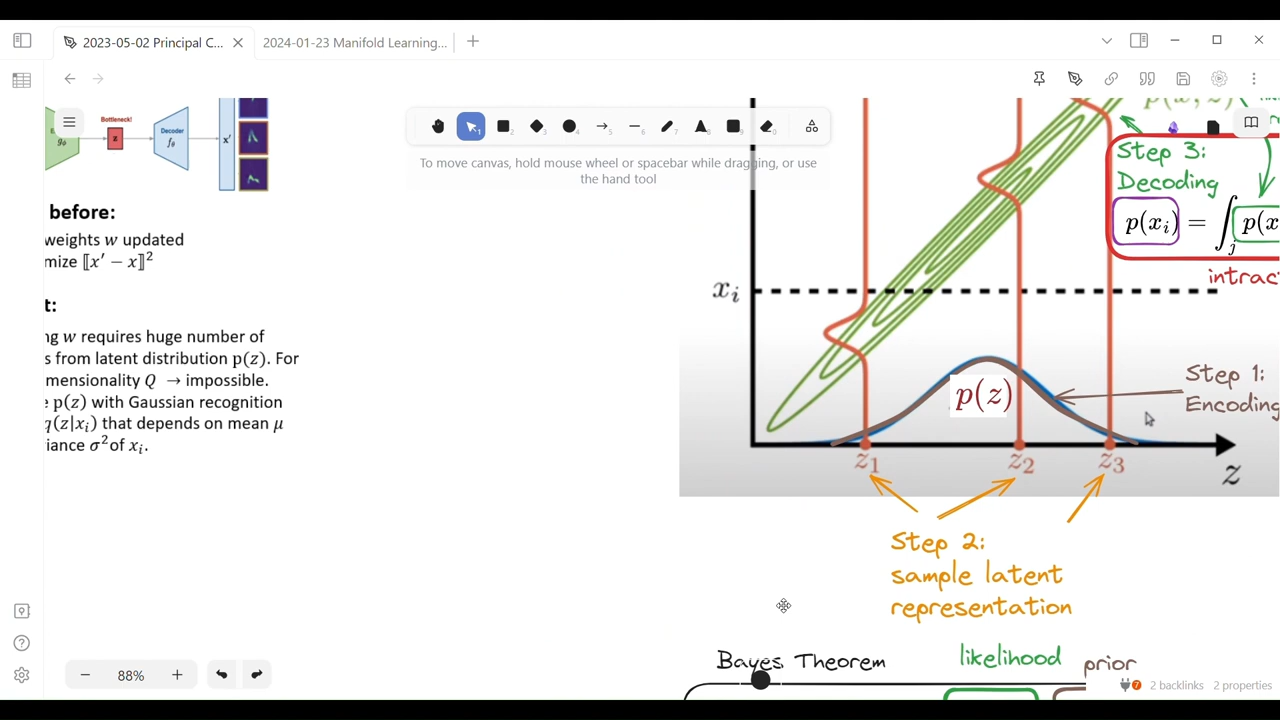 2023-05-02 Principal C...
2024-01-23 Manifold Learning...
Bottleneck!
z
Decoder
x'
To move canvas, hold mouse wheel or spacebar while dragging, or use
the hand tool
before:
weights w updated
mize ⟦x' − x⟧²
t:
ng w requires huge number of
s from latent distribution p(z). For
mensionality Q → impossible.
e p(z) with Gaussian recognition
q(z|xᵢ) that depends on mean μ
iance σ² of xᵢ.
88%
Step 3:
Decoding
p(xᵢ) = ∫ⱼ p(x
intrac
xᵢ
p(z)
Step 1:
Encoding
z₁
z₂
z₃
z
Step 2:
sample latent
representation
Bayes Theorem
likelihood
prior
7
2 backlinks
2 properties